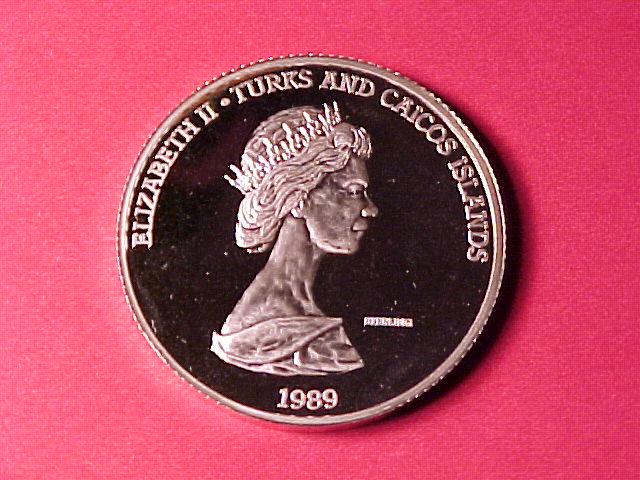 ELIZABETH II • TURKS AND CAICOS ISLANDS
1989